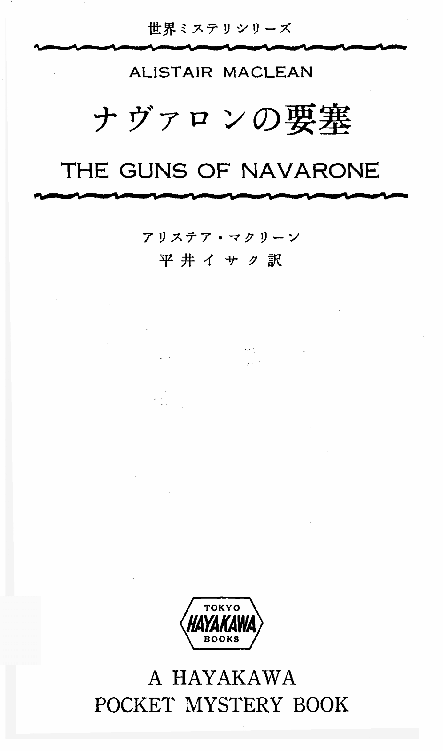 世界ミステリシリーズ
ALISTAIR MACLEAN
ナヴァロンの要塞
THE GUNS OF NAVARONE
アリステア・マクリーン
平井イサク訳
TOKYO
HAYAKAWA
BOOKS
A HAYAKAWA
POCKET MYSTERY BOOK